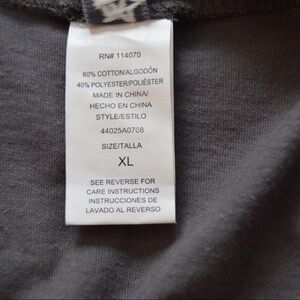 RN# 114070
60% COTTON/ALGODÓN
40% POLYESTER/POLIÉSTER
MADE IN CHINA/
HECHO EN CHINA
STYLE/ESTILO
44025A0708
SIZE/TALLA
XL
SEE REVERSE FOR
CARE INSTRUCTIONS
INSTRUCCIONES DE
LAVADO AL REVERSO